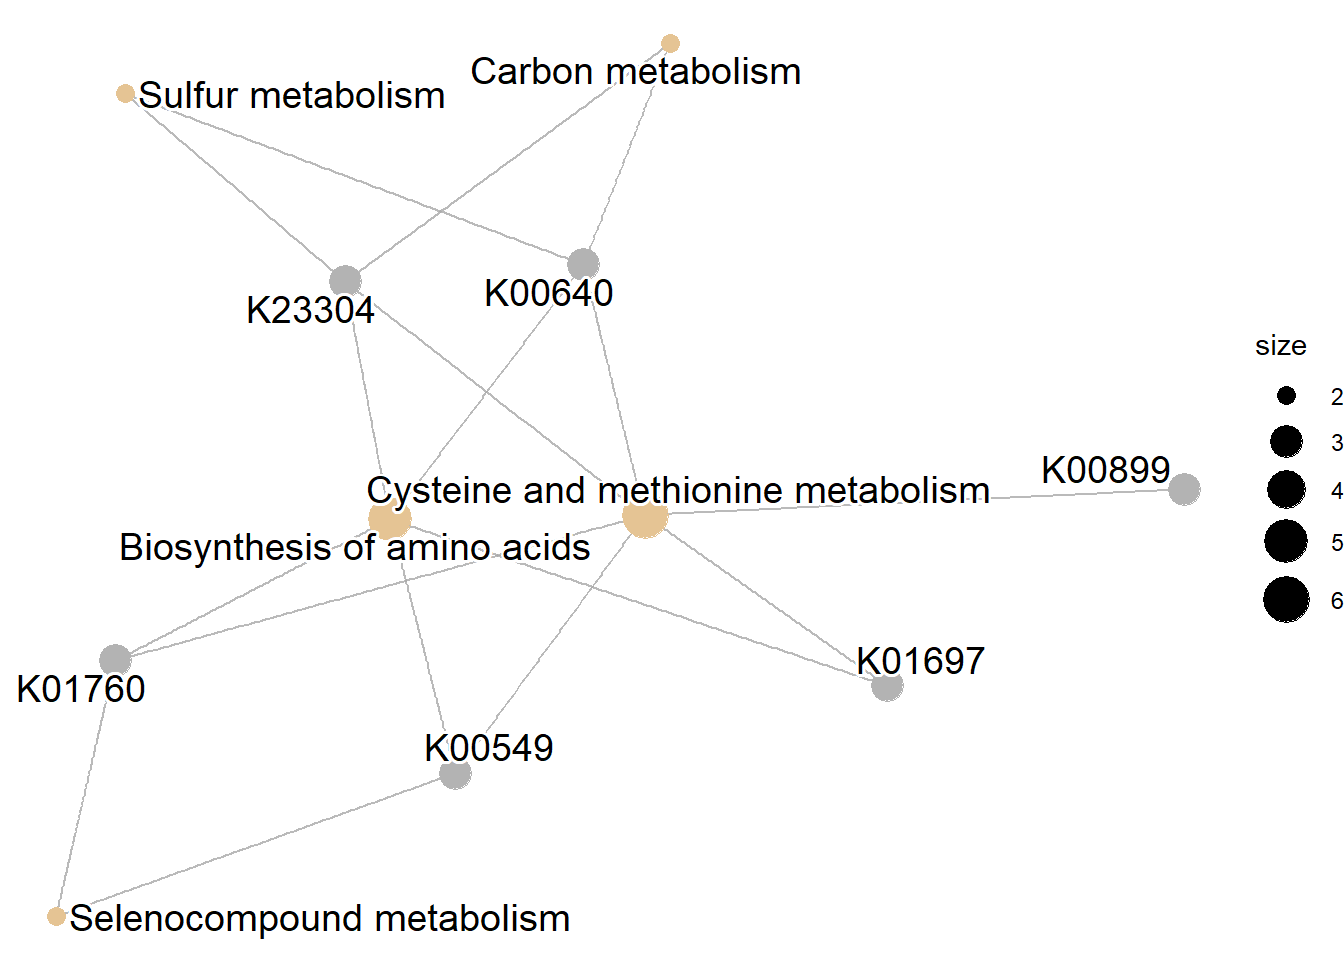 Carbon metabolism
Sulfur metabolism
K23304
K00640
size
2
3
4
5
6
K00899
Cysteine and methionine metabolism
Biosynthesis of amino acids
K01697
K01760
K00549
Selenocompound metabolism